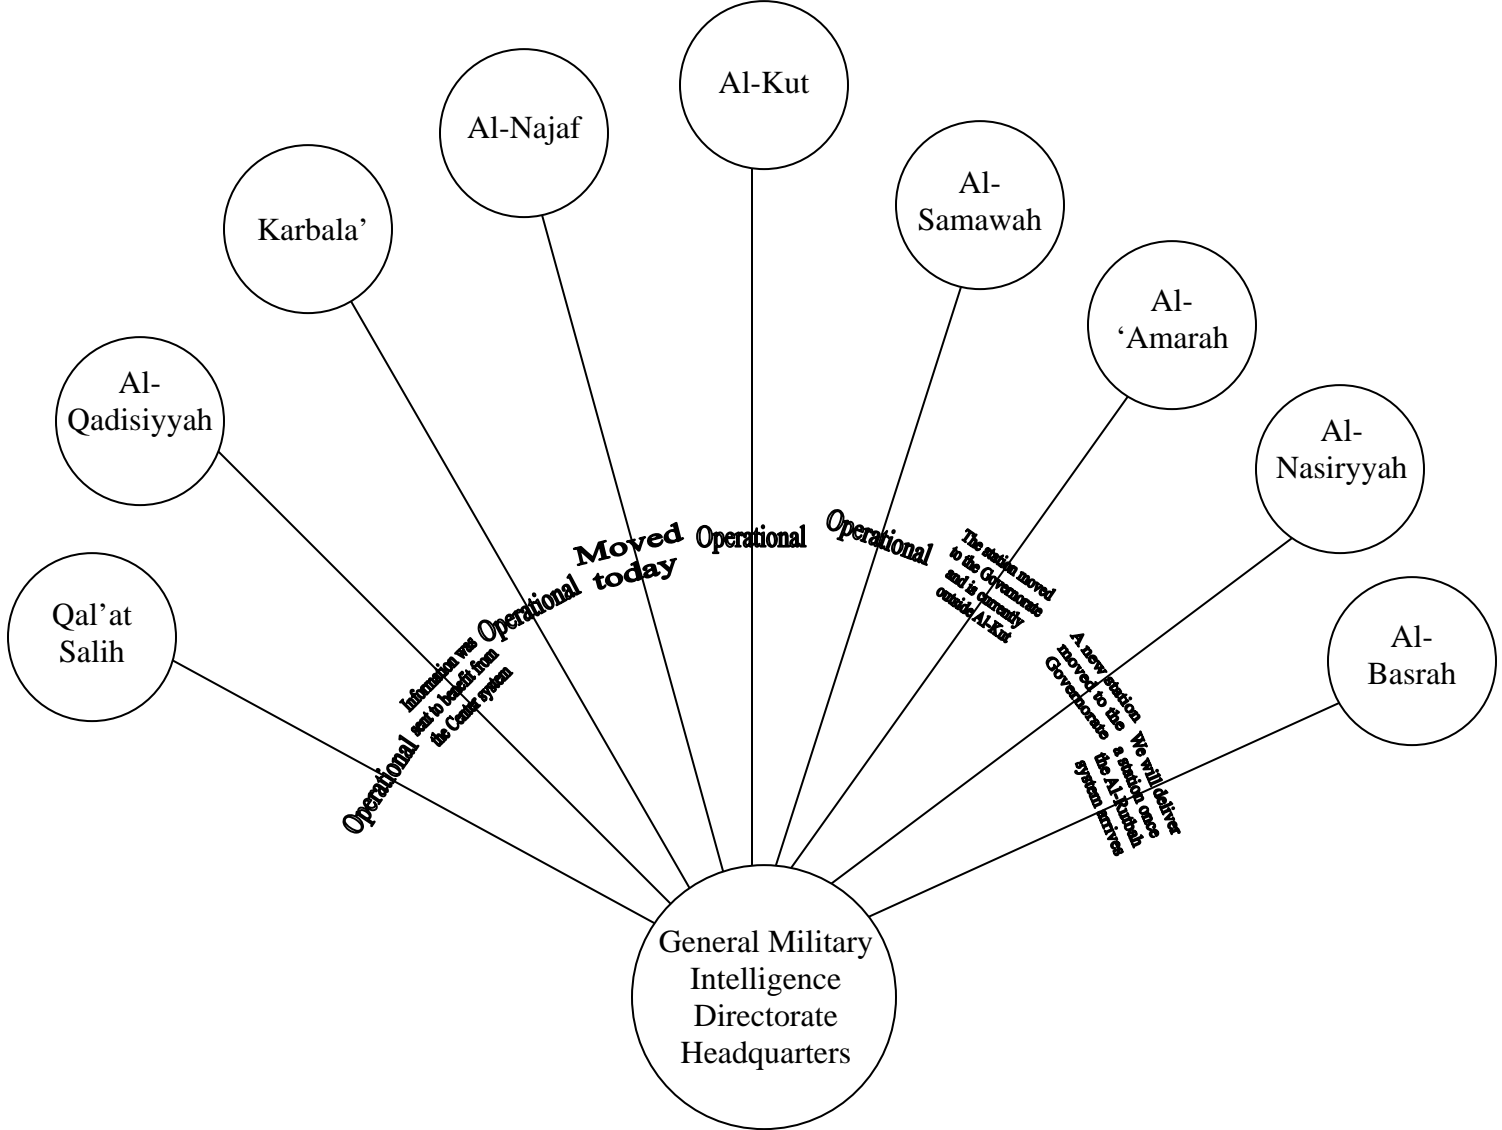 Al-Kut
Al-Najaf
Al-
Samawah
Karbala’
Al-
‘Amarah
Al-
Qadisiyyah
Al-
Nasiryyah
Qal’at
Salih
Al-
Basrah
Operational
Information was
sent to benefit from
the Center system
Operational
Moved
today
Operational
Operational
The station moved
to the Governorate
and is currently
outside Al-Kut
A new station
moved to the
Governorate
We will deliver
a station once
the Al-Rutbah
system arrives
General Military
Intelligence
Directorate
Headquarters